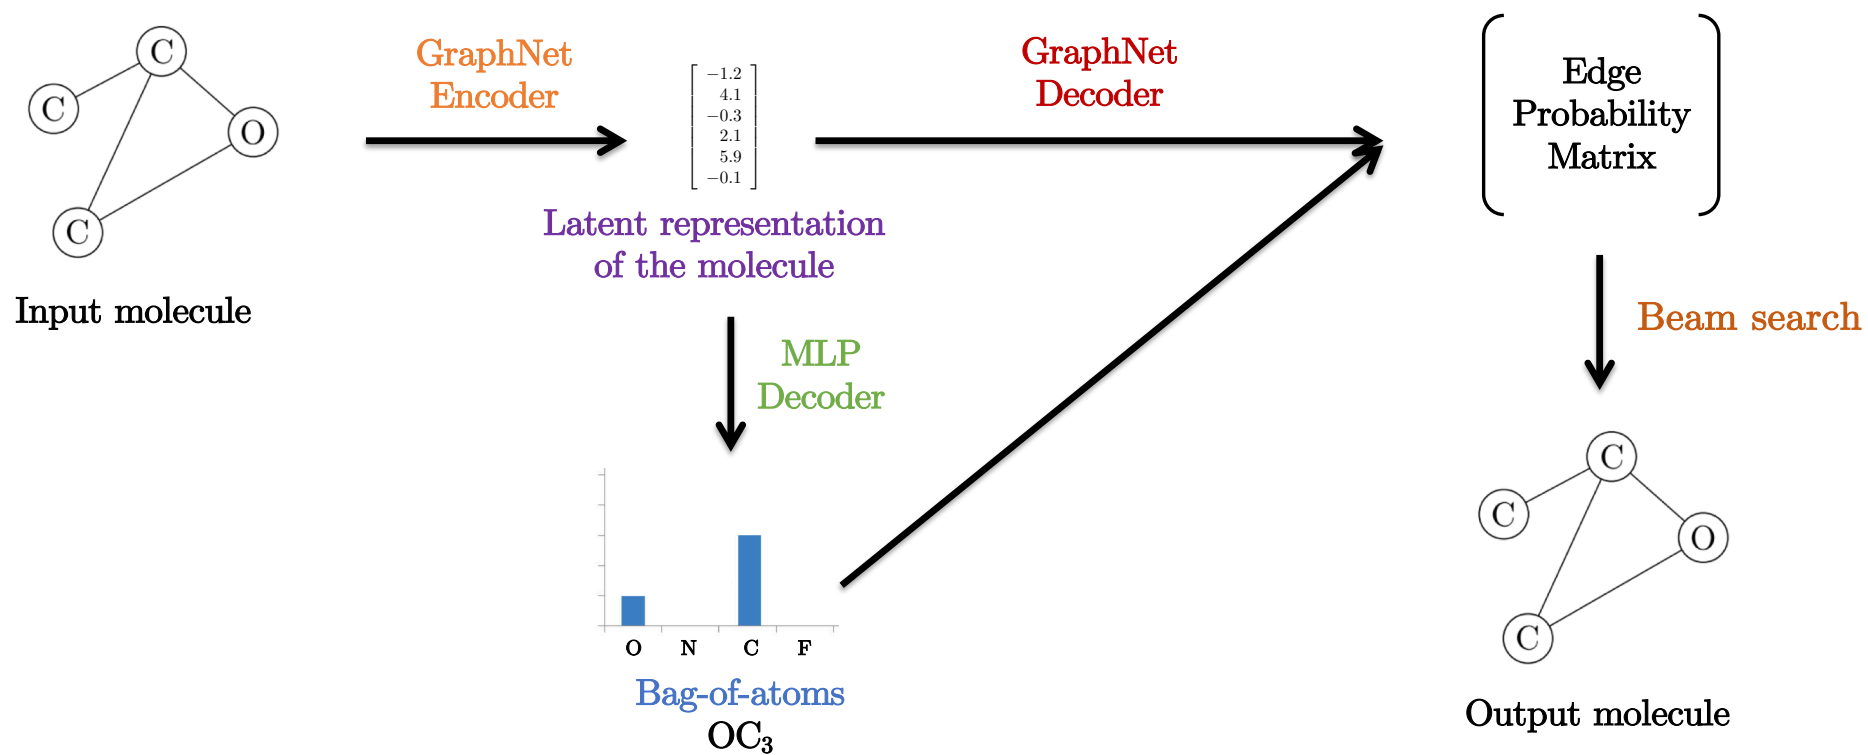 C
C
O
C
Input molecule
GraphNet
Encoder
−1.2
4.1
−0.3
2.1
5.9
−0.1
Latent representation
of the molecule
MLP
Decoder
O N C F
Bag-of-atoms
OC₃
GraphNet
Decoder
Edge
Probability
Matrix
Beam search
C
C
O
C
Output molecule